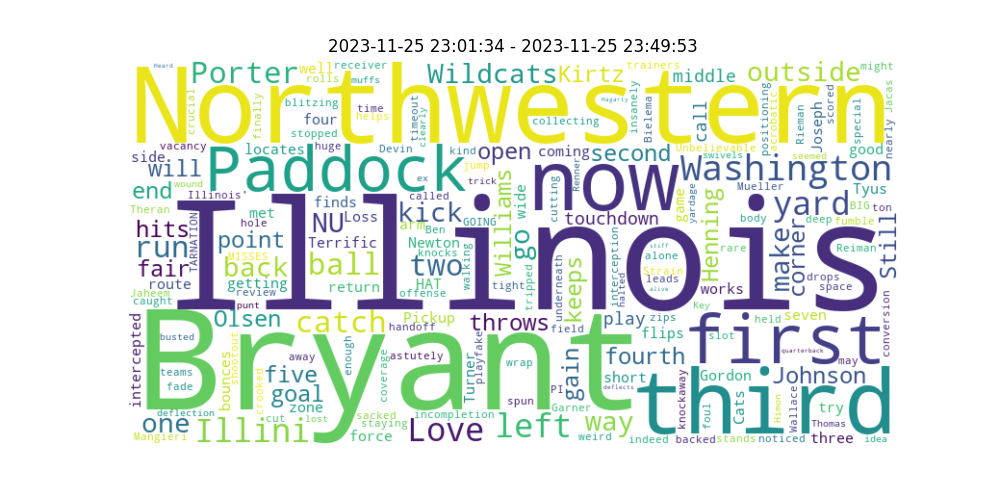 2023-11-25 23:01:34 - 2023-11-25 23:49:53
Heard
Northwestern
Porter
well
receiver
rolls
muffs
Wildcats
Kirtz
trainers
middle
outside
might
crucial
finally
blitzing
four
stopped
time
helps
timeout
clearly
collecting
Hagarty
insanely
Bielema
call
positioning
acrobatic
Rieman
Joseph
scored
special
nearly
Jacas
vacancy
side
will
locates
huge
Devin
kind
open
coming
second
Unbelievable
swivels
seemed
good
Paddock
jump
now
Renner
cutting
Washington
end
wound
Illinois'
ex
trick
called
game
yardage
Mueller
Tyus
Theran
met
hole
finds
arm
Ben
GOING
Williams
go
wide
touchdown
Henning
body
yard
deep
BIG
ton
fumble
hits
TARNATION
NU
Loss
kick
Terrific
Newton
knocks
walking
maker
corner
Still
run
point
MISSES
Illinois
HAT
two
tight
tripped
underneath
keeps
interception
halted
stiff
alone
Strain
alive
leads
rare
Reiman
fair
back
ball
route
getting
return
offense
works
drops
space
Jaheem
caught
review
punt
Key
Olsen
catch
Pickup
handoff
throws
field
play
zips
flips
slot
held
seven
first
conversion
intercepted
busted
Bryant
bounces
shootout
away
enough
coverage
astutely
Turner
playfake
gain
fourth
short
quarterback
may
teams
fade
crooked
five
goal
zone
wrap
PI
deflects
Gordon
Johnson
spun
Garner
third
one
deflection
cut
lost
sacked
staying
incompletion
left
way
knockaway
foul
Cats
Himon
Wallace
try
Thomas
Mangieri
Illini
force
Love
weird
indeed
backed
stands
noticed
three
idea